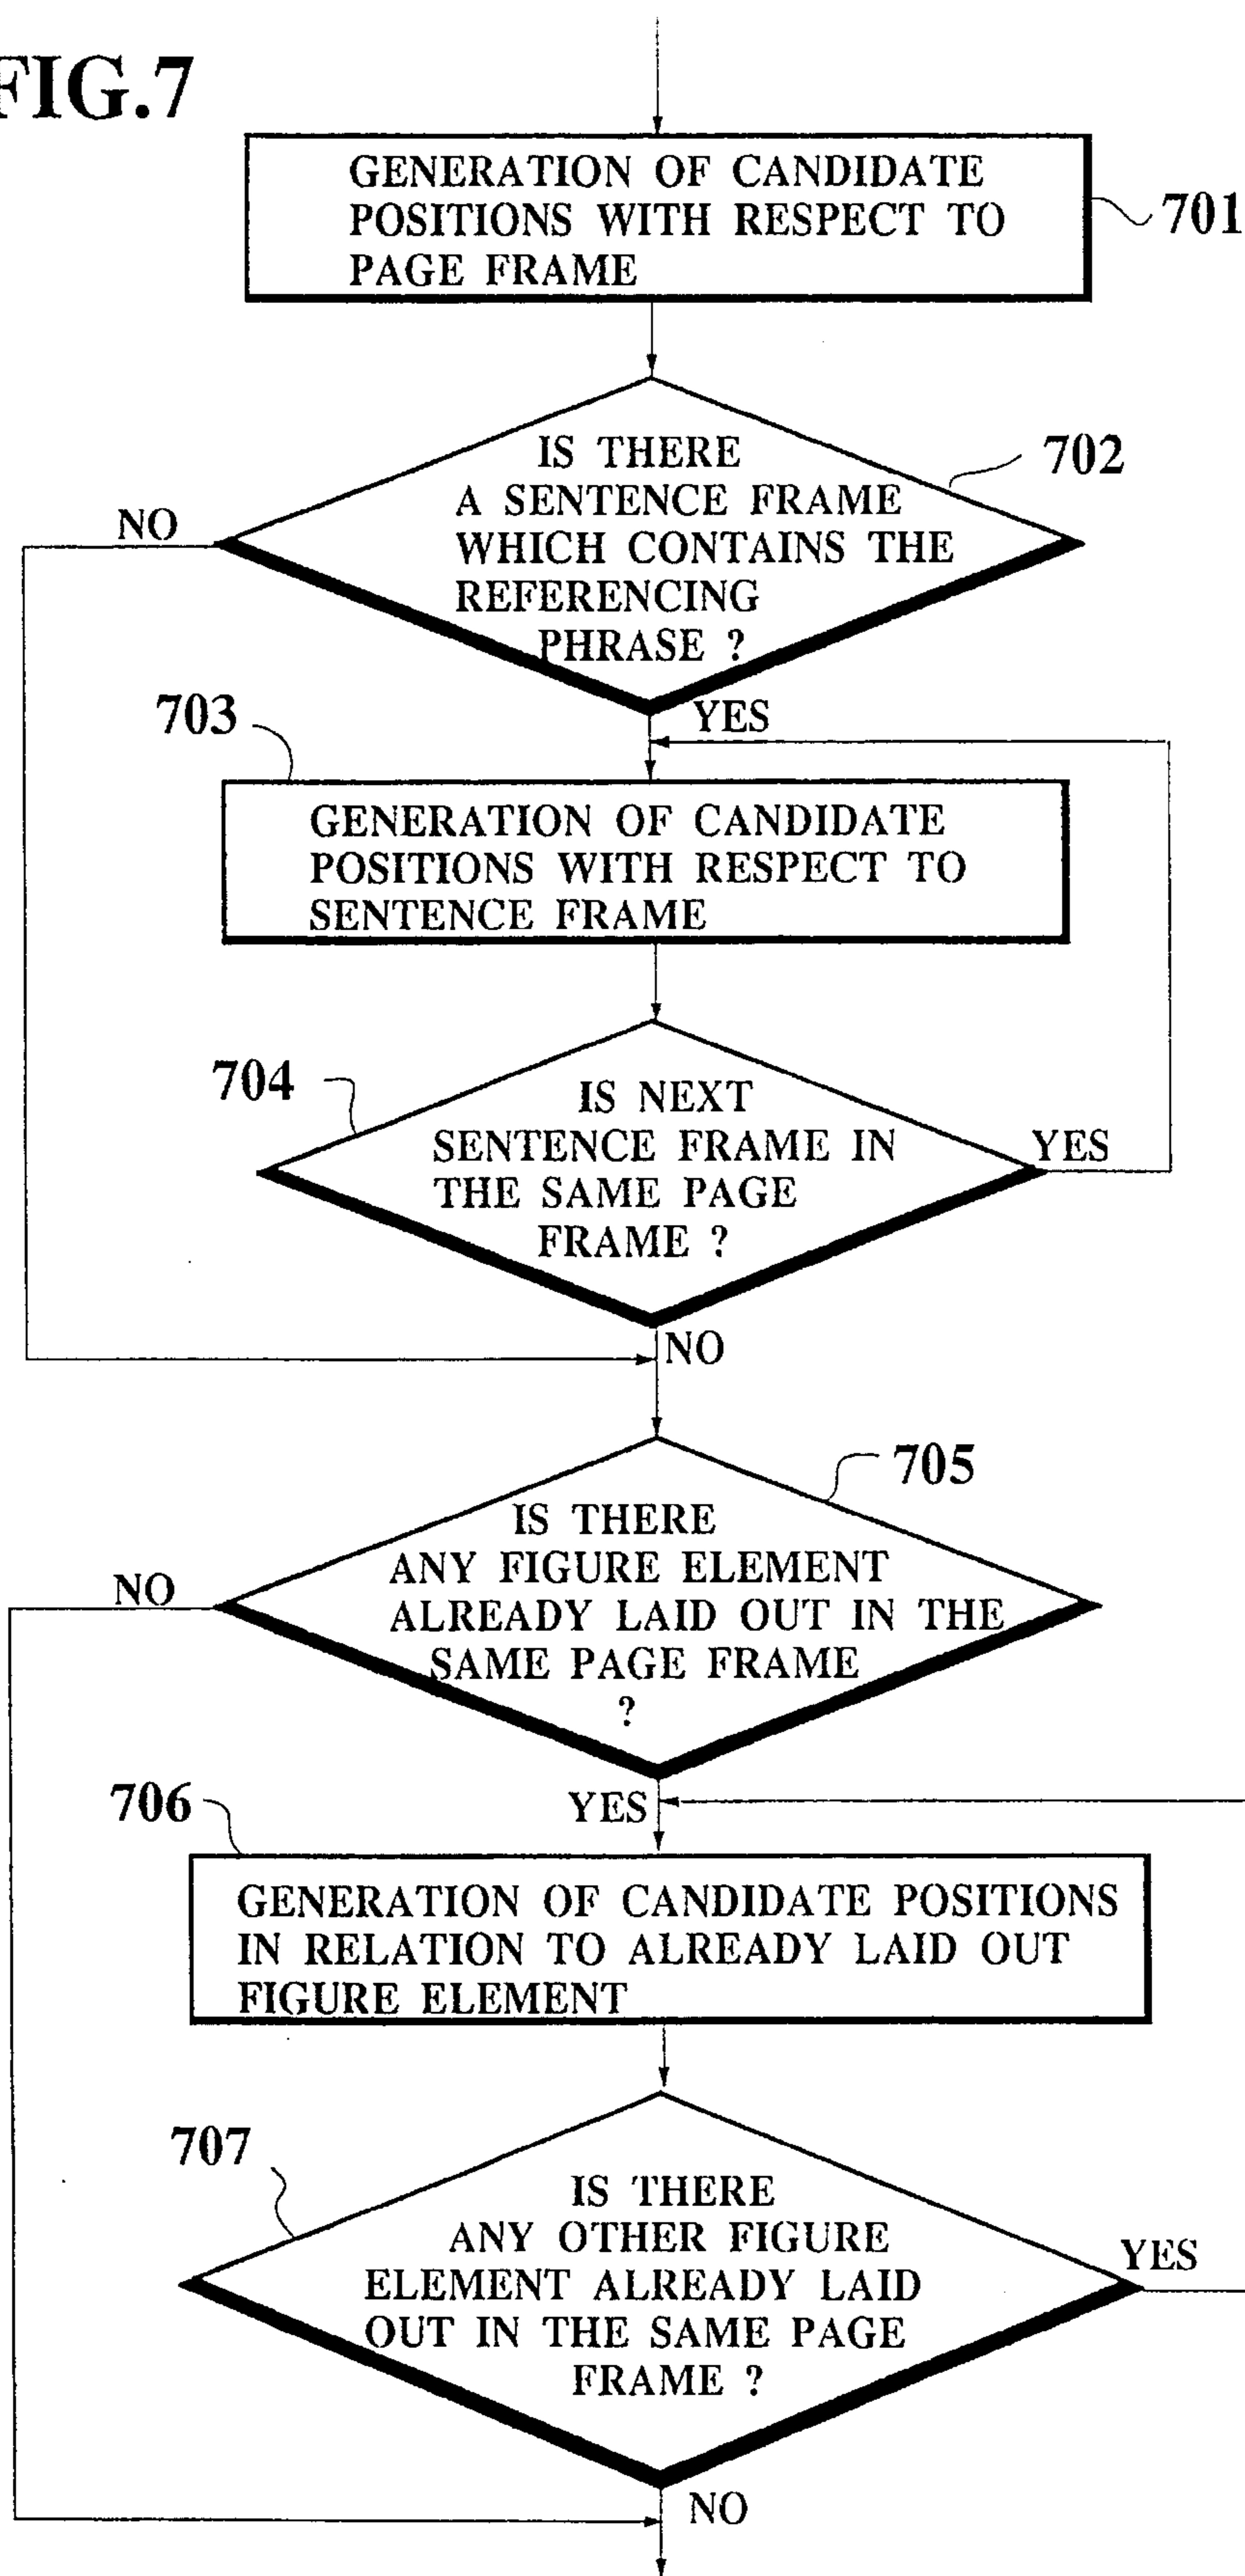 FIG.7
GENERATION OF CANDIDATE
POSITIONS WITH RESPECT TO
PAGE FRAME
701
IS THERE
A SENTENCE FRAME
WHICH CONTAINS THE
REFERENCING
PHRASE ?
702
NO
YES
703
GENERATION OF CANDIDATE
POSITIONS WITH RESPECT TO
SENTENCE FRAME
704
IS NEXT
SENTENCE FRAME IN
THE SAME PAGE
FRAME ?
YES
NO
705
IS THERE
ANY FIGURE ELEMENT
ALREADY LAID OUT IN THE
SAME PAGE FRAME
?
NO
YES
706
GENERATION OF CANDIDATE POSITIONS
IN RELATION TO ALREADY LAID OUT
FIGURE ELEMENT
707
IS THERE
ANY OTHER FIGURE
ELEMENT ALREADY LAID
OUT IN THE SAME PAGE
FRAME ?
YES
NO